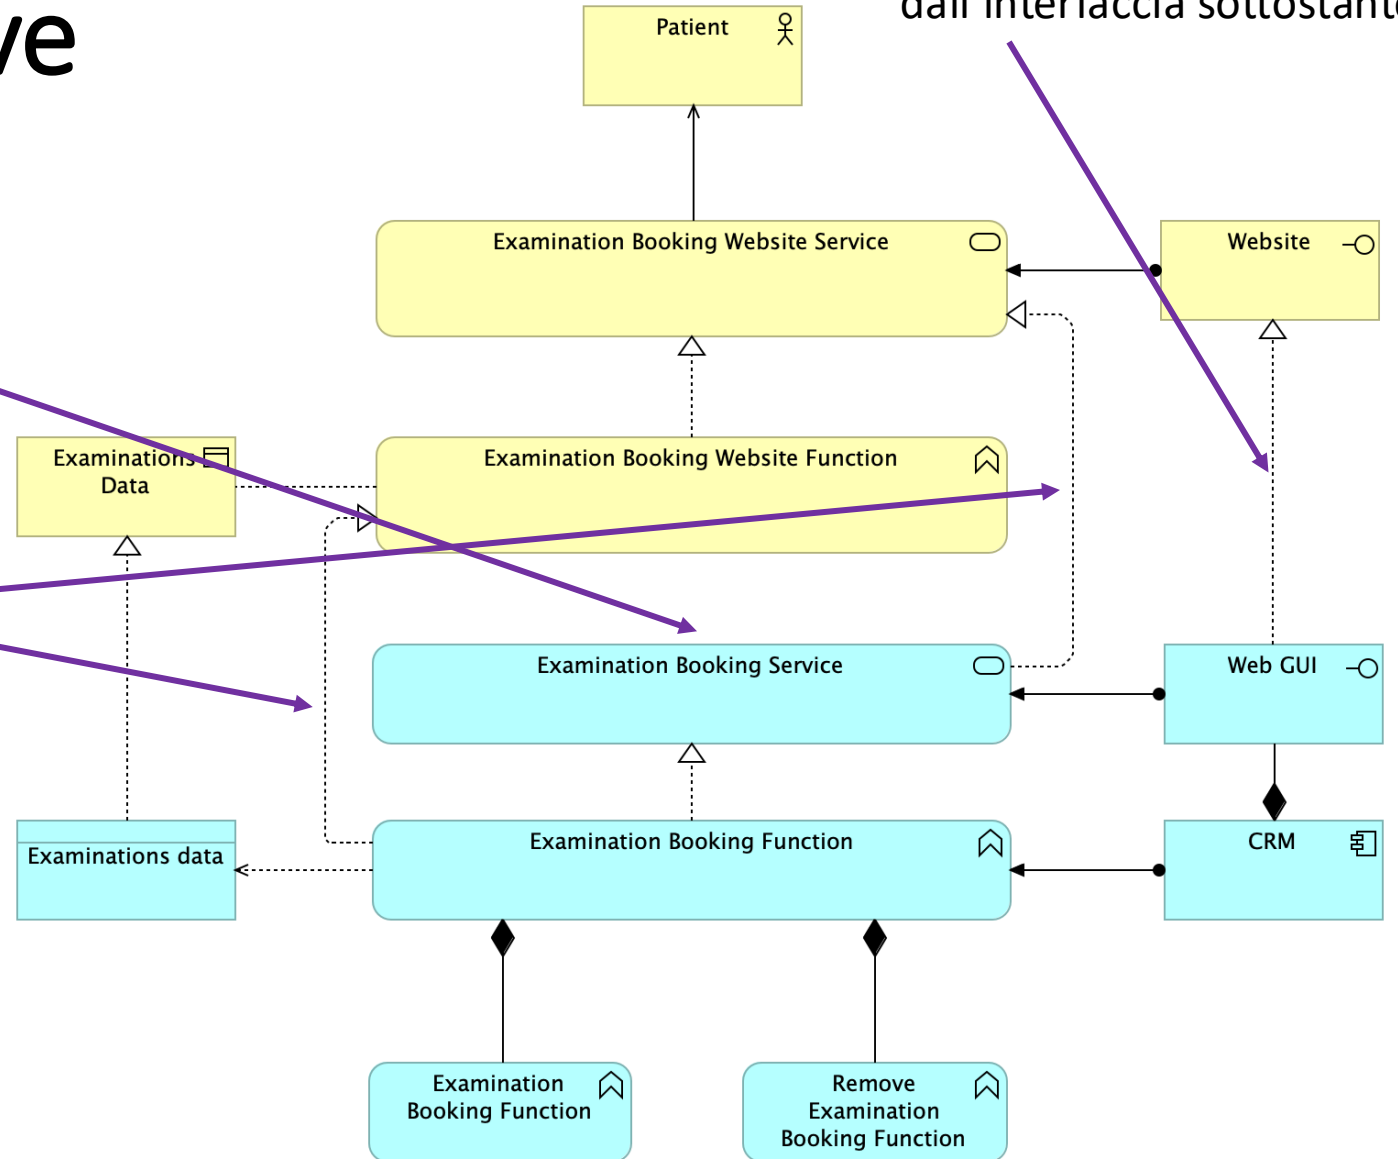 ve
dall'interfaccia sottostante
Patient
Examination Booking Website Service
Website
Examinations
Data
Examination Booking Website Function
Examination Booking Service
Web GUI
Examinations data
Examination Booking Function
CRM
Examination
Booking Function
Remove
Examination
Booking Function